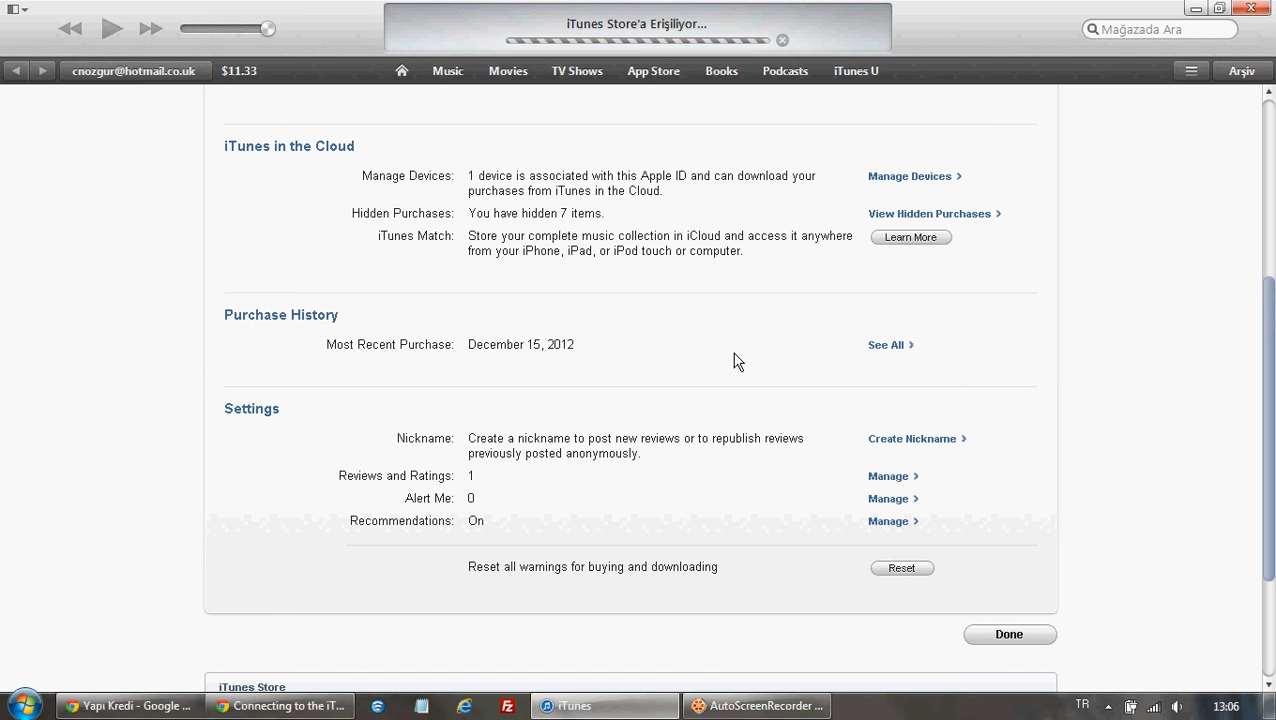 iTunes Store'a Erişiliyor...
Mağazada Ara
cnozgur@hotmail.co.uk $11.33 Music Movies TV Shows App Store Books Podcasts iTunes U Arşiv
iTunes in the Cloud
Manage Devices: 1 device is associated with this Apple ID and can download your Manage Devices >
purchases from iTunes in the Cloud.
Hidden Purchases: You have hidden 7 items. View Hidden Purchases >
iTunes Match: Store your complete music collection in iCloud and access it anywhere Learn More
from your iPhone, iPad, or iPod touch or computer.
Purchase History
Most Recent Purchase: December 15, 2012 See All >
Settings
Nickname: Create a nickname to post new reviews or to republish reviews Create Nickname >
previously posted anonymously.
Reviews and Ratings: 1 Manage >
Alert Me: 0 Manage >
Recommendations: On Manage >
Reset all warnings for buying and downloading Reset
Done
iTunes Store
Yapı Kredi - Google ... Connecting to the iT... iTunes AutoScreenRecorder ... TR 13:06